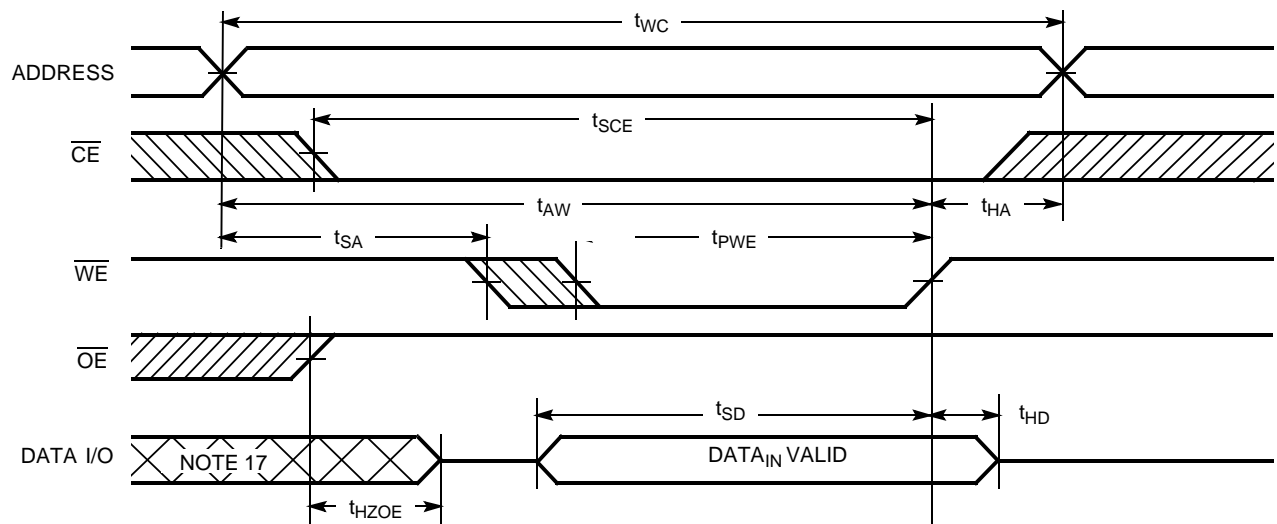 tWC
ADDRESS
tSCE
CE
tAW
tHA
tSA
tPWE
WE
OE
tSD
tHD
DATA I/O
NOTE 17
DATAIN VALID
tHZOE